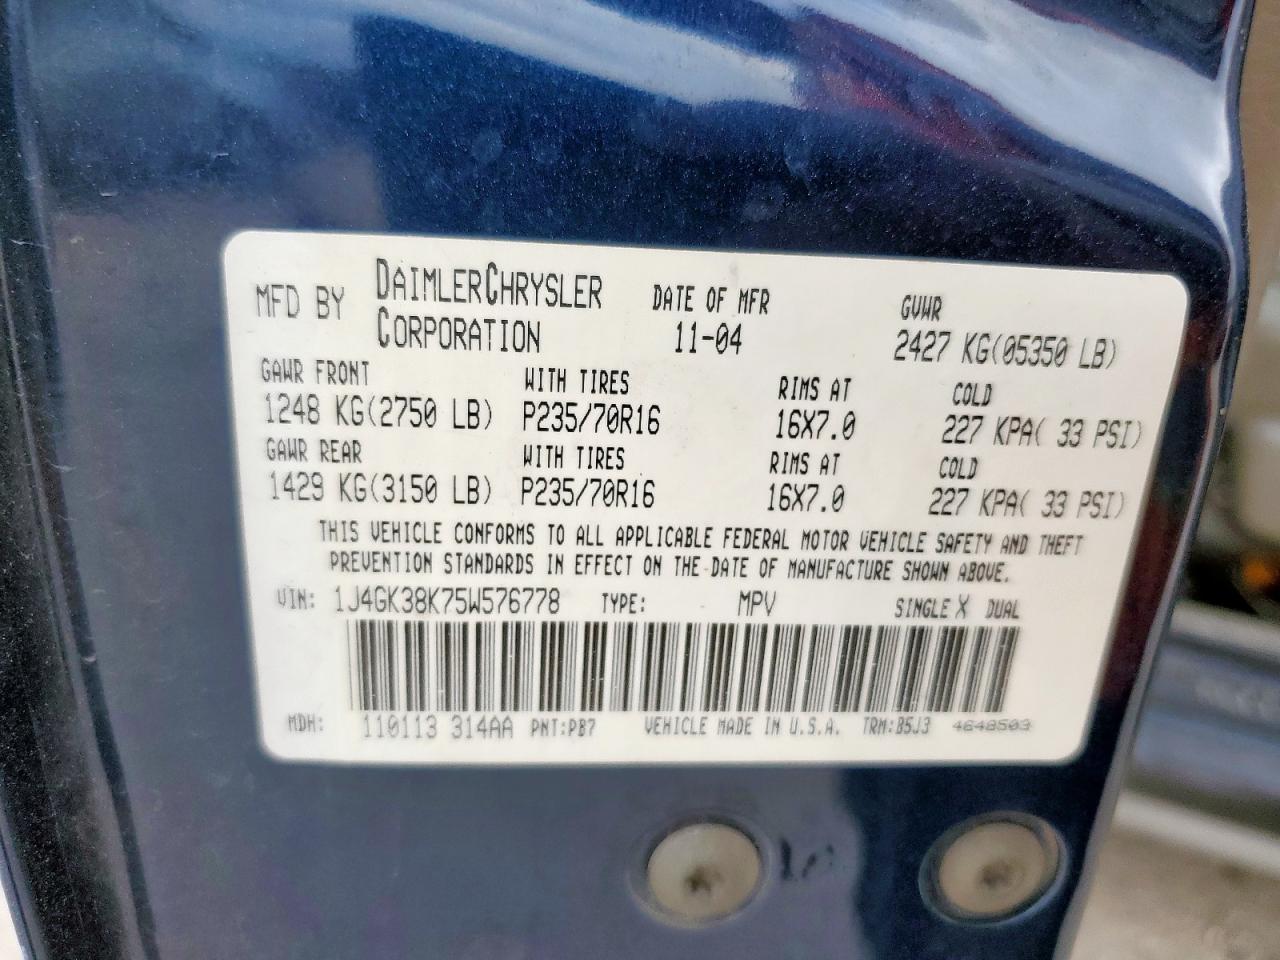 MFD BY DAIMLERCHRYSLER CORPORATION DATE OF MFR 11-04 GVWR 2427 KG(05350 LB)
GAWR FRONT WITH TIRES RIMS AT COLD
1248 KG(2750 LB) P235/70R16 16X7.0 227 KPA( 33 PSI)
GAWR REAR WITH TIRES RIMS AT COLD
1429 KG(3150 LB) P235/70R16 16X7.0 227 KPA( 33 PSI)
THIS VEHICLE CONFORMS TO ALL APPLICABLE FEDERAL MOTOR VEHICLE SAFETY AND THEFT
PREVENTION STANDARDS IN EFFECT ON THE DATE OF MANUFACTURE SHOWN ABOVE.
VIN: 1J4GK38K75W576778 TYPE: MPV SINGLE X DUAL
MDH: 110113 314AA PNT:PB7 VEHICLE MADE IN U.S.A. TRM:B5J3 4648503